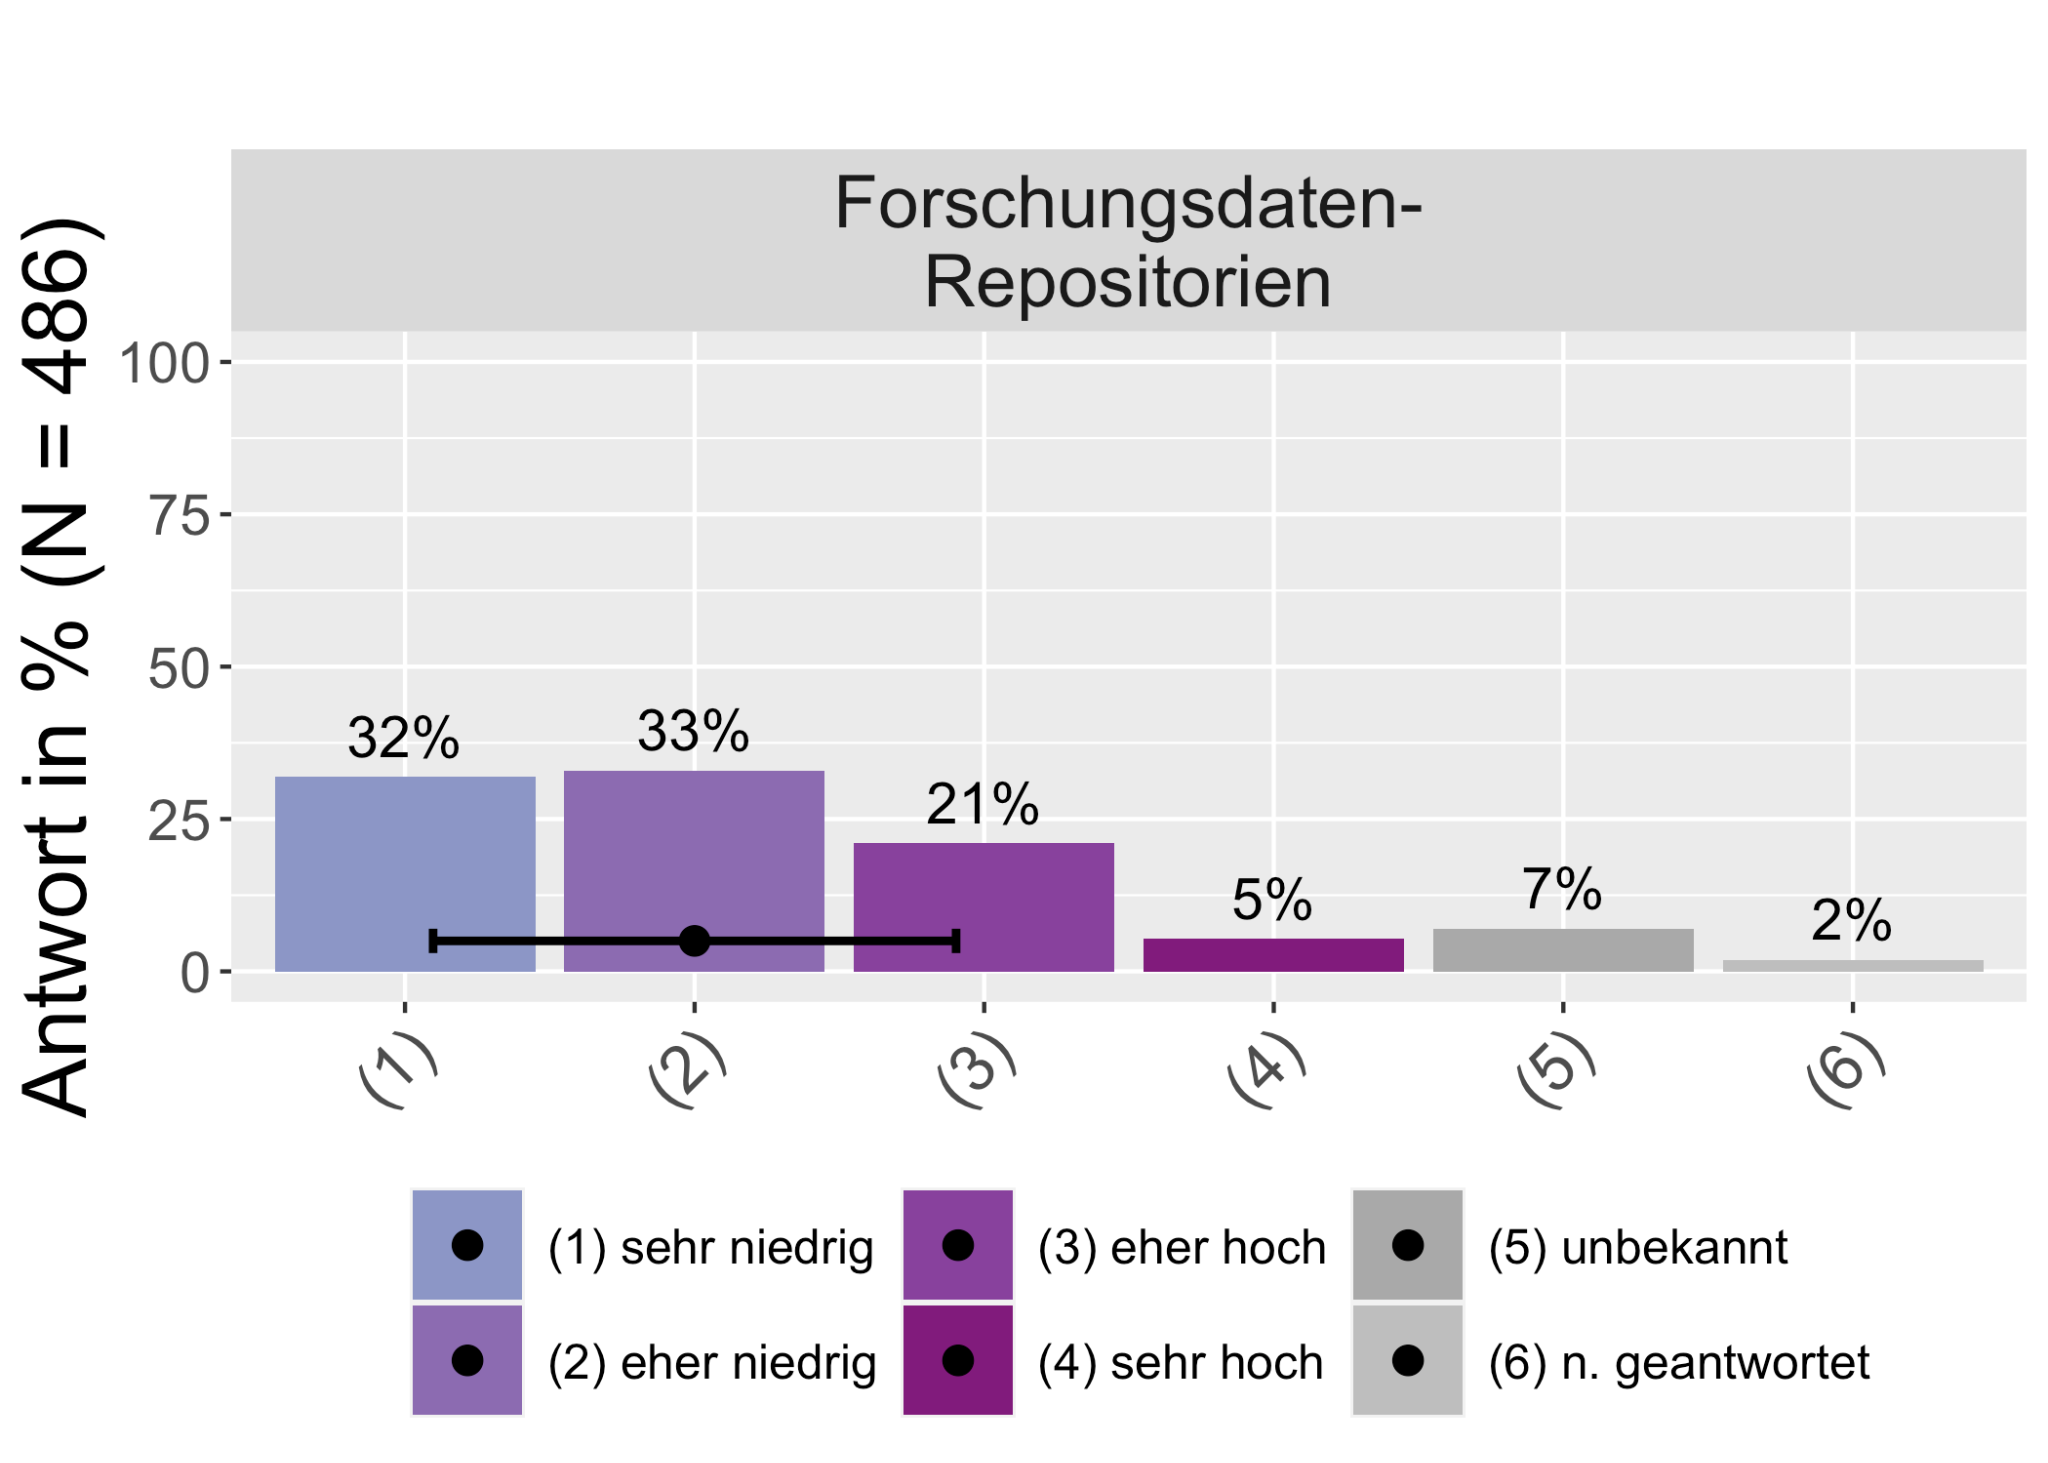 Forschungsdaten-
Repositorien
Antwort in % (N = 486)
100
75
50
25
0
32%
33%
21%
5%
7%
2%
(1)
(2)
(3)
(4)
(5)
(6)
(1) sehr niedrig
(2) eher niedrig
(3) eher hoch
(4) sehr hoch
(5) unbekannt
(6) n. geantwortet